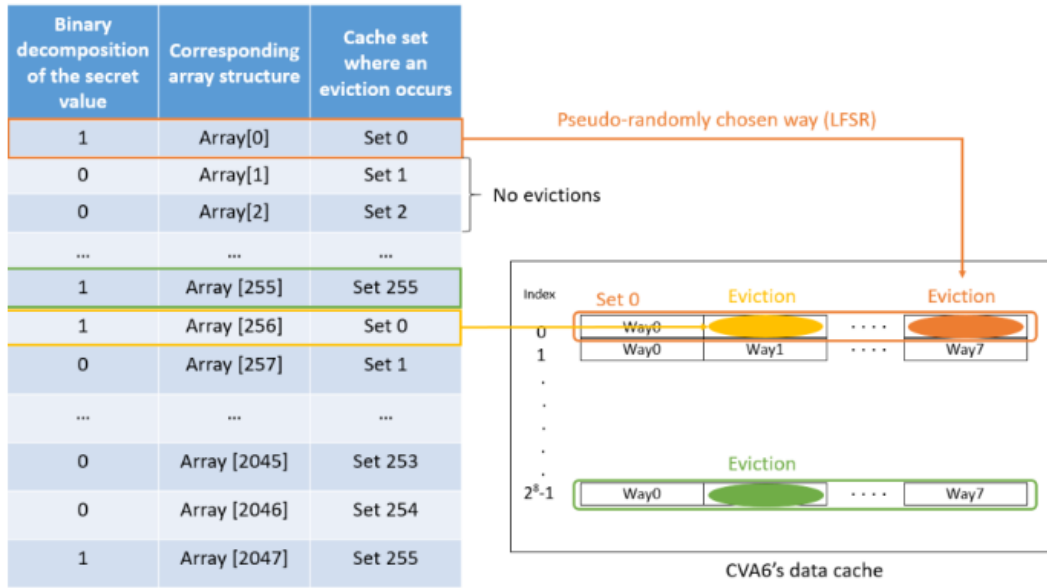 Binary
decomposition
of the secret
value
Corresponding
array structure
Cache set
where an
eviction occurs
1 Array[0] Set 0
0 Array[1] Set 1
0 Array[2] Set 2
... ... ...
1 Array [255] Set 255
1 Array [256] Set 0
0 Array [257] Set 1
... ... ...
0 Array [2045] Set 253
0 Array [2046] Set 254
1 Array [2047] Set 255
Pseudo-randomly chosen way (LFSR)
No evictions
Index
Set 0 Eviction Eviction
0 Way0 . . . .
1 Way0 Way1 . . . . Way7
.
.
.
.
.
Eviction
2⁸-1 Way0 . . . . Way7
CVA6's data cache